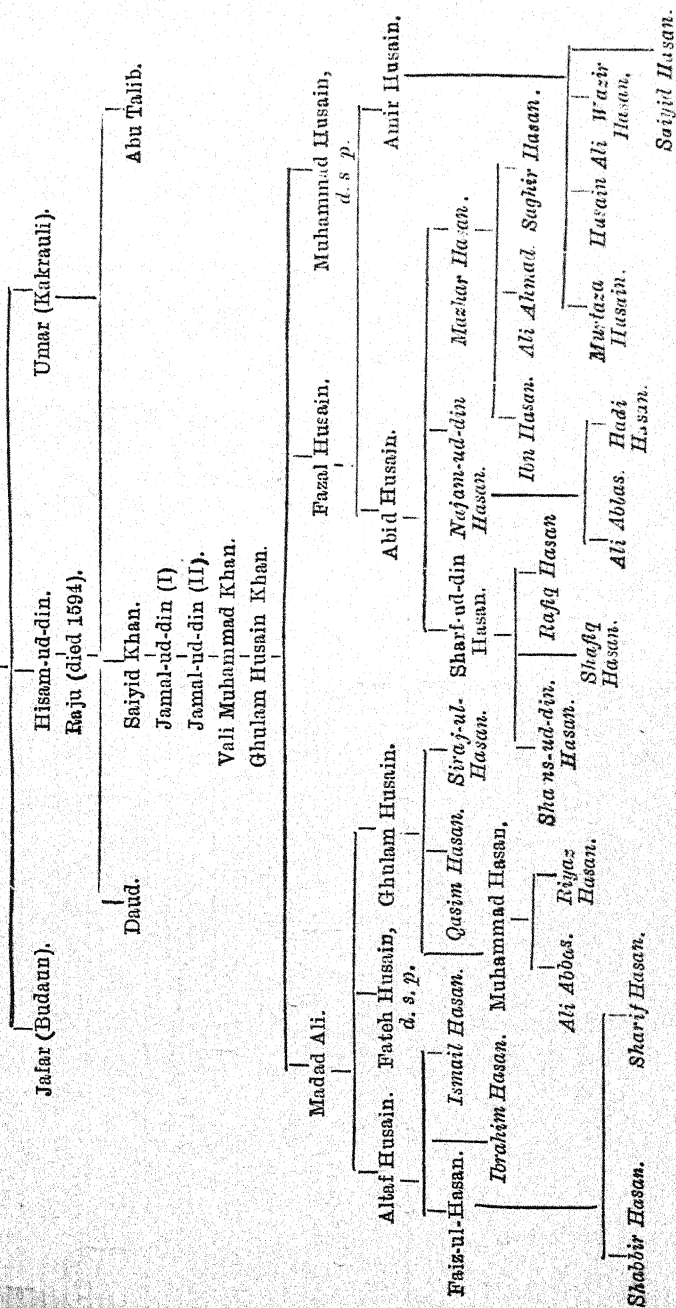 Jafar (Budaun). Hisam-ud-din. Umar (Kakrauli).
Raju (died 1594).
Daud. Saiyid Khan. Abu Talib.
Jamal-ud-din (I)
Jamal-ud-din (II).
Vali Muhammad Khan.
Ghulam Husain Khan.
Madad Ali. Fazal Husain. Muhammad Husain,
d. s. p.
Altaf Husain. Fateh Husain, Ghulam Husain. Abid Husain. Amir Husain.
d. s. p.
Faiz-ul-Hasan. Ismail Hasan. Qasim Hasan. Siraj-ul- Sharf-ud-din Najam-ud-din Mazhar Hasan.
Hasan. Hasan. Hasan.
Ibrahim Hasan. Muhammad Hasan,
Ibn Hasan. Ali Ahmad. Saghir Hasan.
Shams-ud-din. Rafiq Hasan
Hasan.
Ali Abbas. Riyaz
Hasan.
Shafiq
Hasan.
Ali Abbas. Hadi
Hasan.
Murtaza Hasain Ali Wazir
Husain. Hasan.
Shabbir Hasan. Sharif Hasan.
Saiyid Hasan.